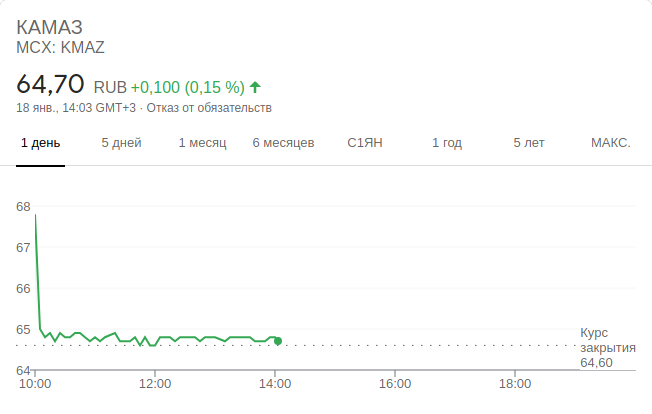 КАМАЗ
MCX: KMAZ
64,70 RUB +0,100 (0,15 %)
18 янв., 14:03 GMT+3 · Отказ от обязательств
1 день 5 дней 1 месяц 6 месяцев С1ЯН 1 год 5 лет МАКС.
68
67
66
65
64
Курс
закрытия
64,60
10:00 12:00 14:00 16:00 18:00